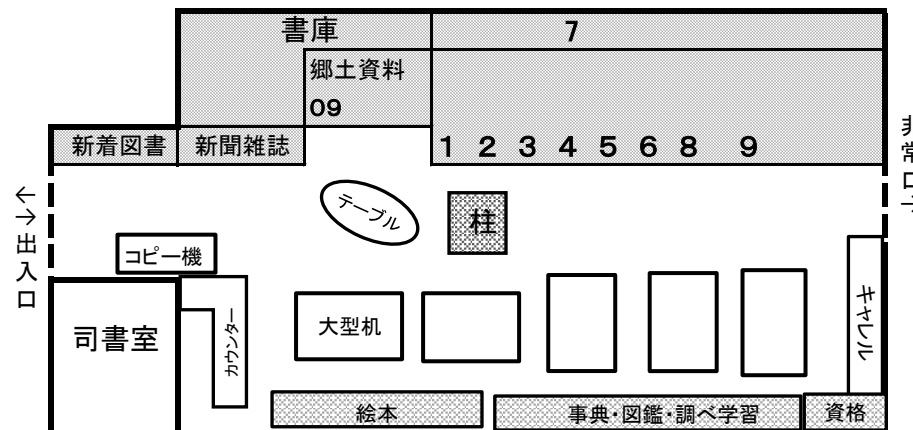 書庫
7
郷土資料
09
新着図書
新聞雑誌
1 2 3 4 5 6 8 9
非常口→
←→出入口
テーブル
柱
コピー機
司書室
カウンター
大型机
キャレル
絵本
事典・図鑑・調べ学習
資格